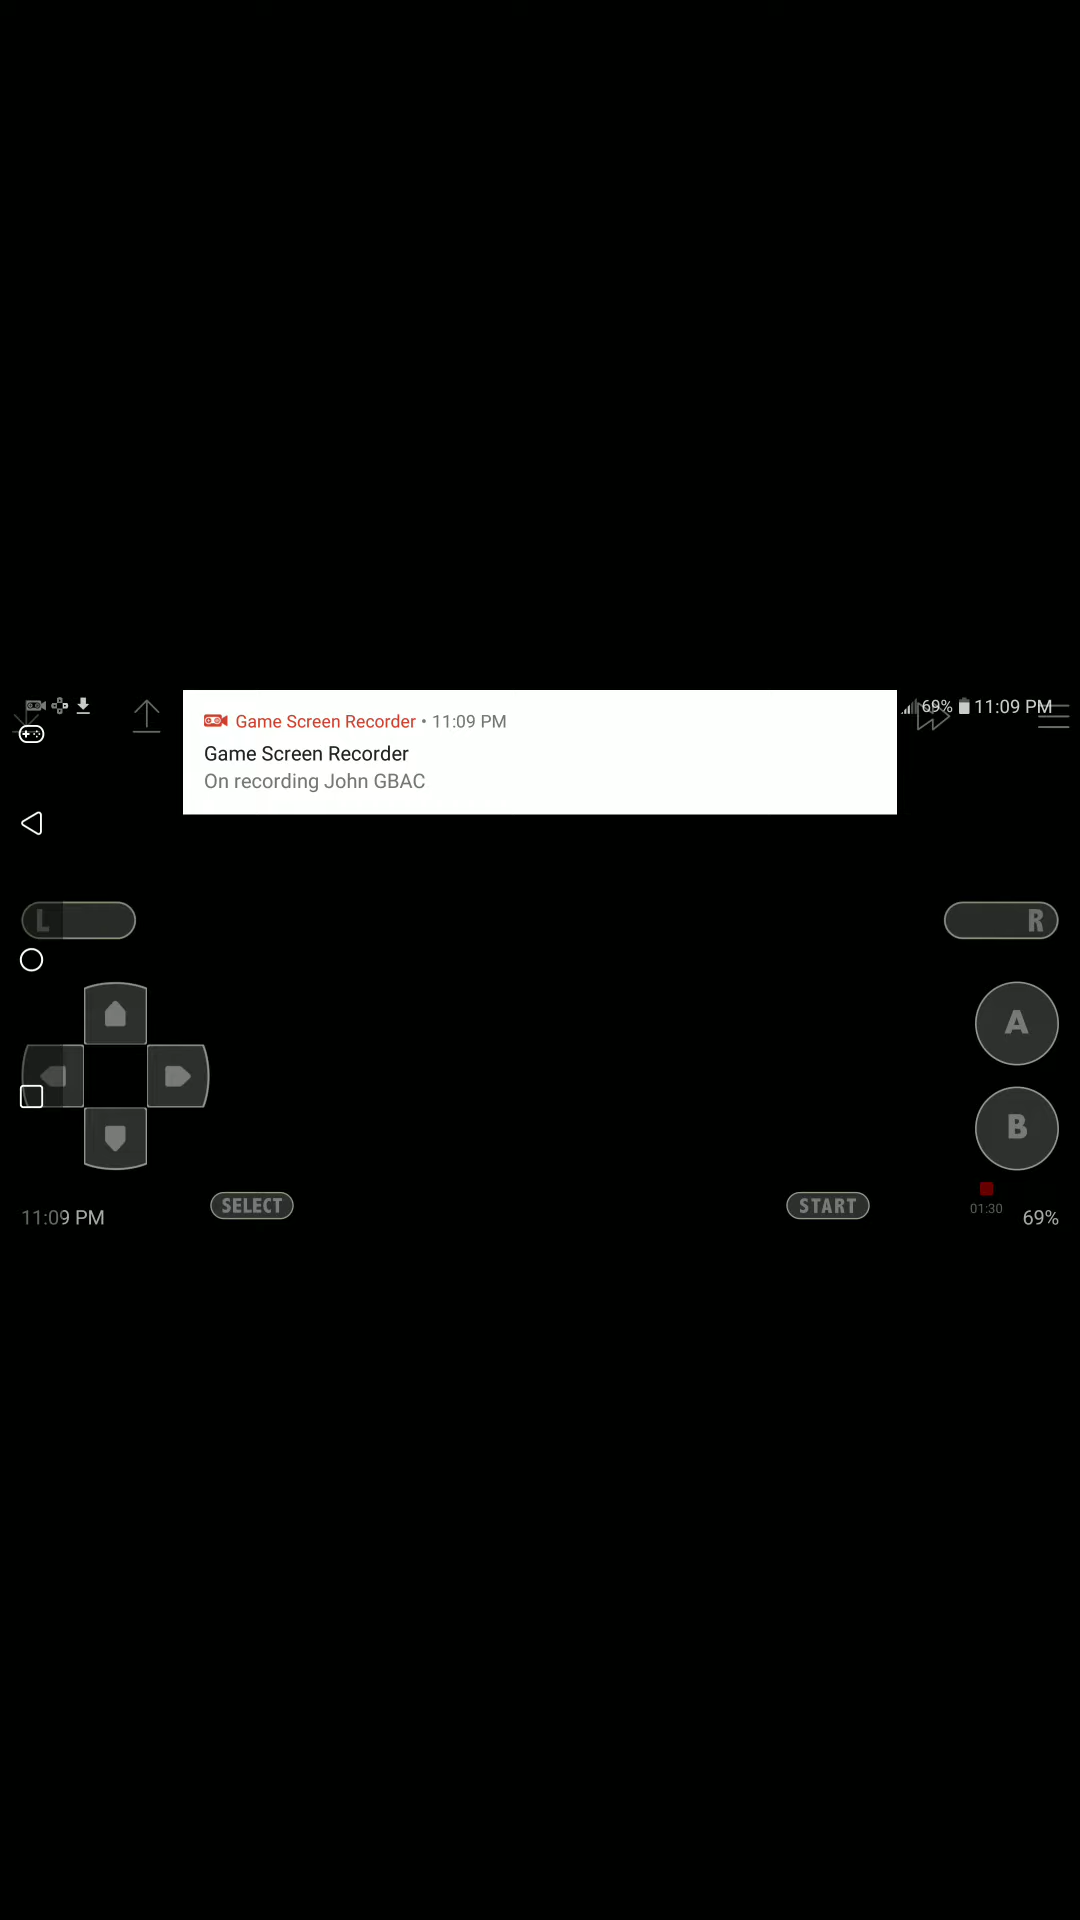 69% 11:09 PM
Game Screen Recorder • 11:09 PM
Game Screen Recorder
On recording John GBAC
L
R
A
B
SELECT
START
01:30
11:09 PM
69%